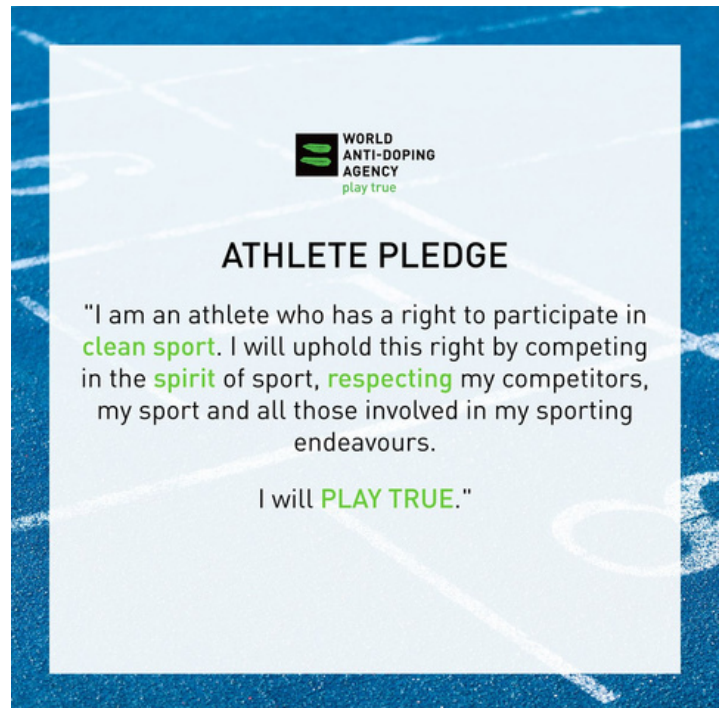 WORLD
ANTI-DOPING
AGENCY
play true
ATHLETE PLEDGE
"I am an athlete who has a right to participate in
clean sport. I will uphold this right by competing
in the spirit of sport, respecting my competitors,
my sport and all those involved in my sporting
endeavours.
I will PLAY TRUE."